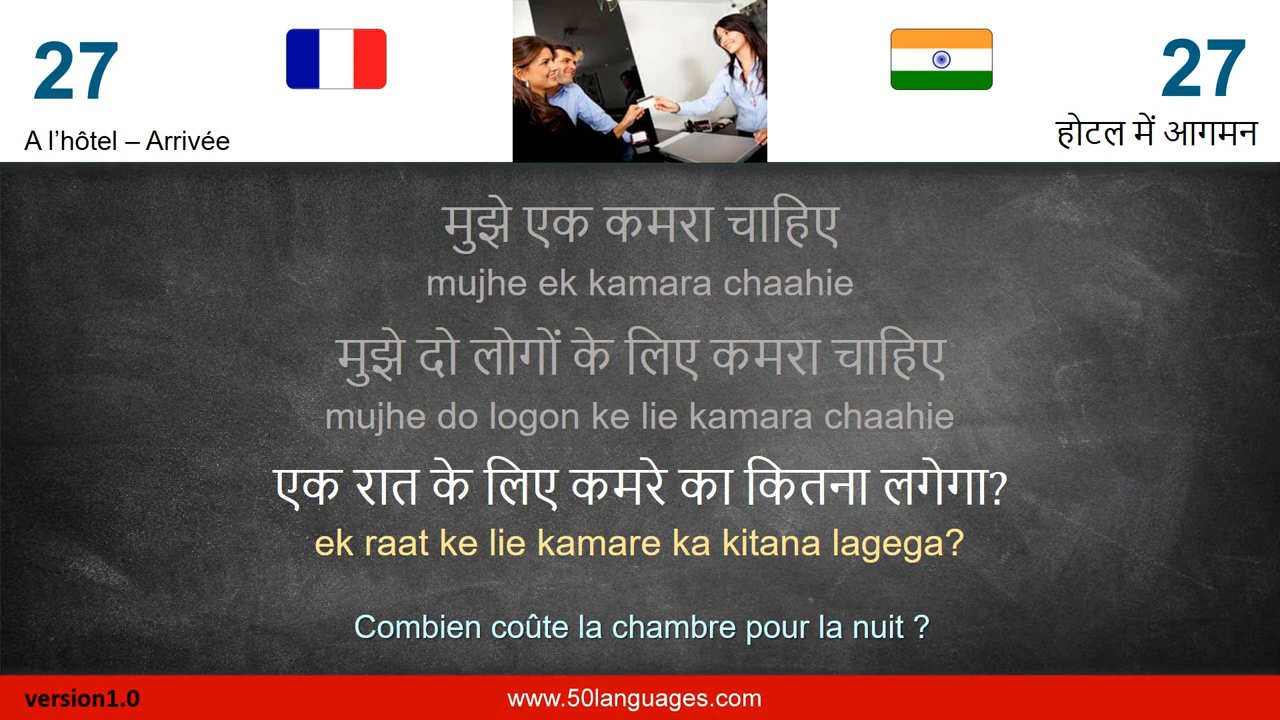 27
27
A l’hôtel – Arrivée
होटल में आगमन
मुझे एक कमरा चाहिए
mujhe ek kamara chaahie
मुझे दो लोगों के लिए कमरा चाहिए
mujhe do logon ke lie kamara chaahie
एक रात के लिए कमरे का कितना लगेगा?
ek raat ke lie kamare ka kitana lagega?
Combien coûte la chambre pour la nuit ?
version1.0
www.50languages.com